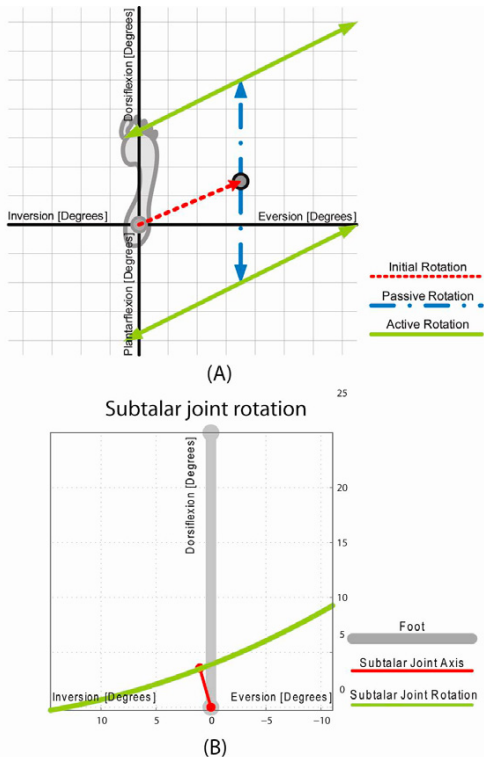 Dorsiflexion [Degrees]
Inversion [Degrees]
Eversion [Degrees]
Plantarflexion [Degrees]
Initial Rotation
Passive Rotation
Active Rotation
(A)
25
Subtalar joint rotation
Dorsiflexion [Degrees]
20
10
5
Foot
Subtalar Joint Axis
0
Inversion [Degrees]
Eversion [Degrees]
Subtalar Joint Rotation
10 5 0 −5 −10
(B)